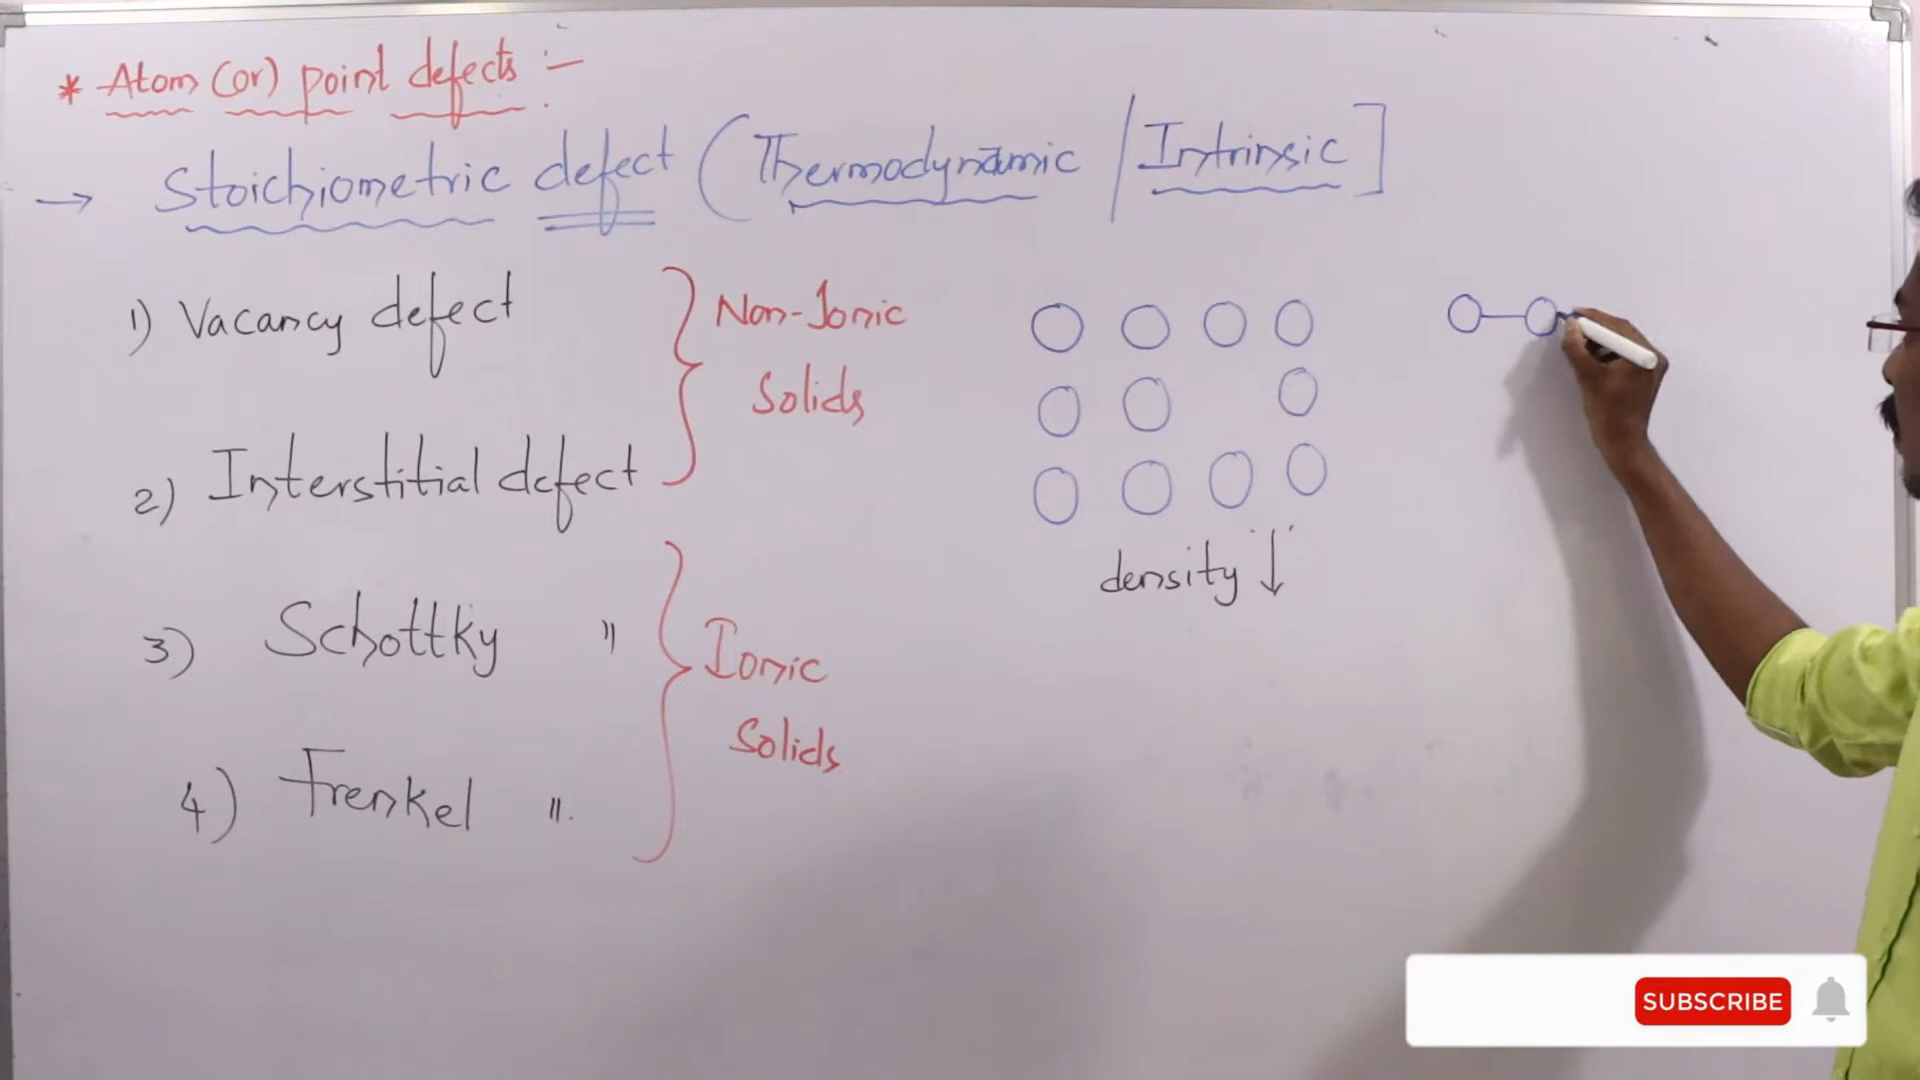 * Atom (or) point defects :-
→ Stoichiometric defect (Thermodynamic / Intrinsic]
1) Vacancy defect
2) Interstitial defect
Non-Ionic
Solids
3) Schottky "
4) Frenkel ".
Ionic
Solids
density ↓
SUBSCRIBE